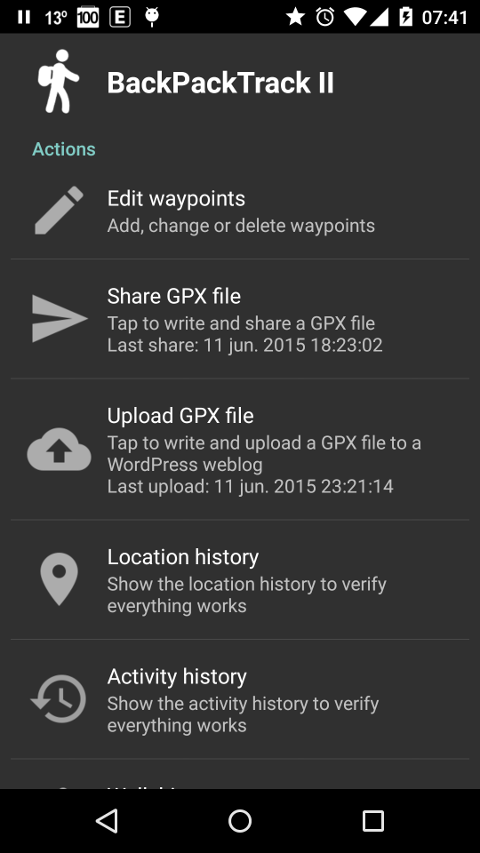 13º 100 E 07:41
BackPackTrack II
Actions
Edit waypoints
Add, change or delete waypoints
Share GPX file
Tap to write and share a GPX file
Last share: 11 jun. 2015 18:23:02
Upload GPX file
Tap to write and upload a GPX file to a
WordPress weblog
Last upload: 11 jun. 2015 23:21:14
Location history
Show the location history to verify
everything works
Activity history
Show the activity history to verify
everything works